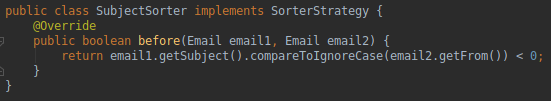 public class SubjectSorter implements SorterStrategy {
@Override
public boolean before(Email email1, Email email2) {
return email1.getSubject().compareToIgnoreCase(email2.getFrom()) < 0;
}
}